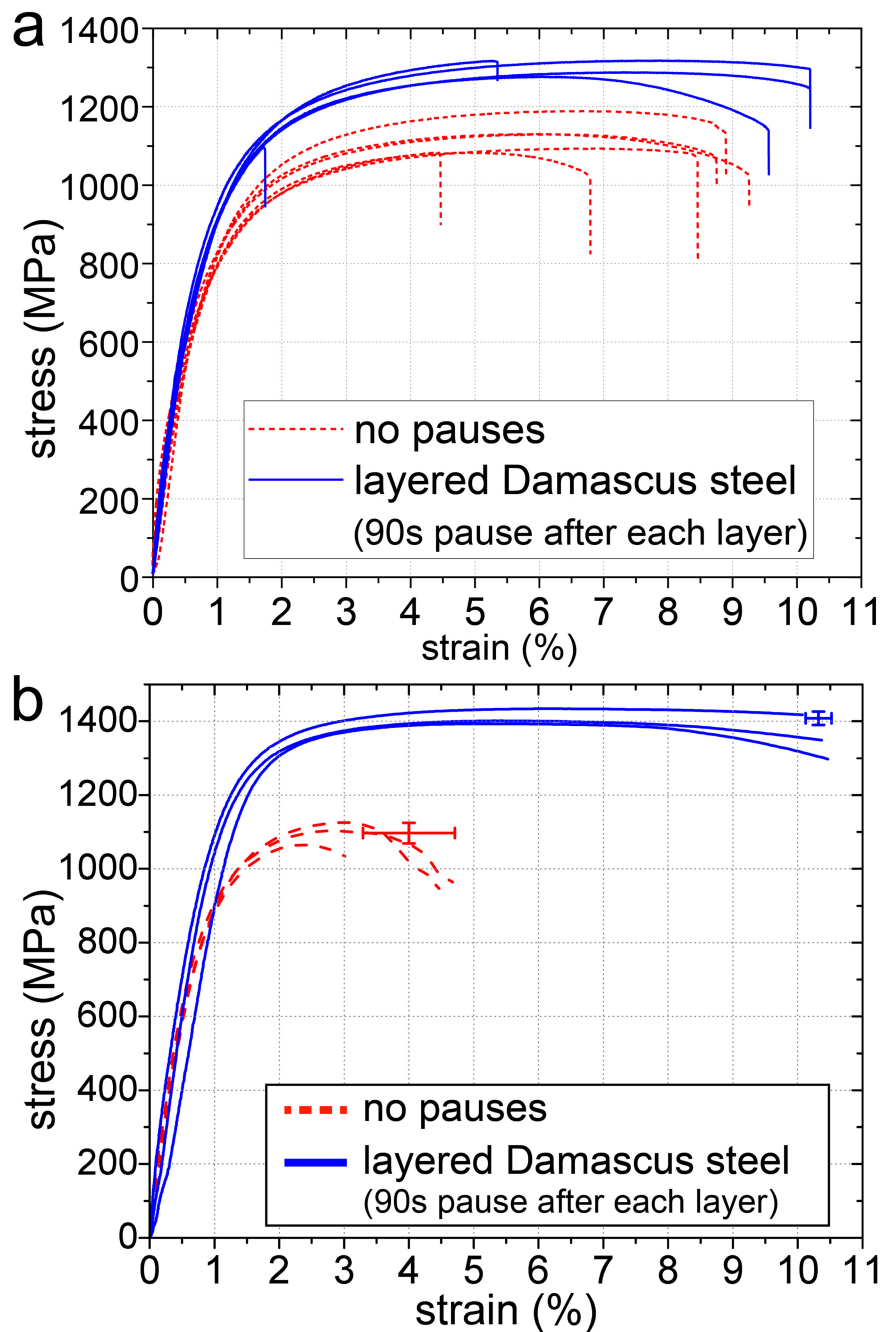 a
1400
1200
1000
800
600
400
200
0
stress (MPa)
no pauses
layered Damascus steel
(90s pause after each layer)
0 1 2 3 4 5 6 7 8 9 10 11
strain (%)
b
1400
1200
1000
800
600
400
200
0
stress (MPa)
no pauses
layered Damascus steel
(90s pause after each layer)
0 1 2 3 4 5 6 7 8 9 10 11
strain (%)